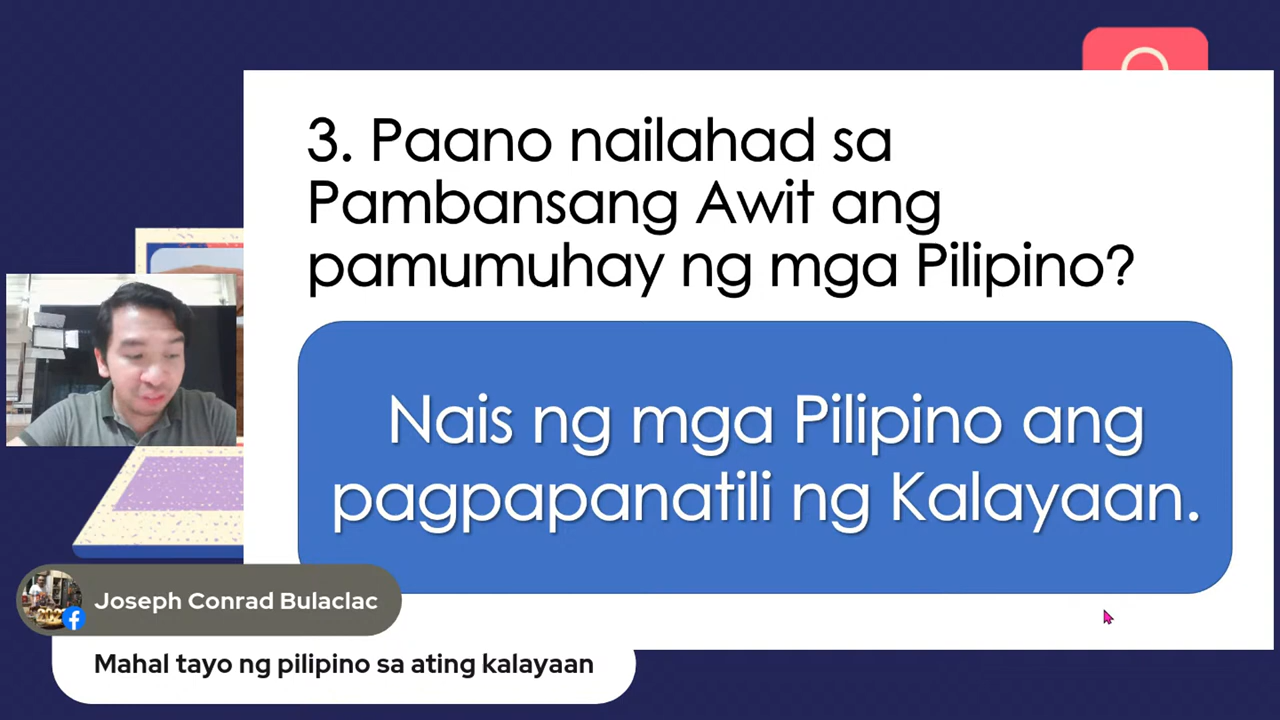 3. Paano nailahad sa
Pambansang Awit ang
pamumuhay ng mga Pilipino?
Nais ng mga Pilipino ang
pagpapanatili ng Kalayaan.
Joseph Conrad Bulaclac
Mahal tayo ng pilipino sa ating kalayaan